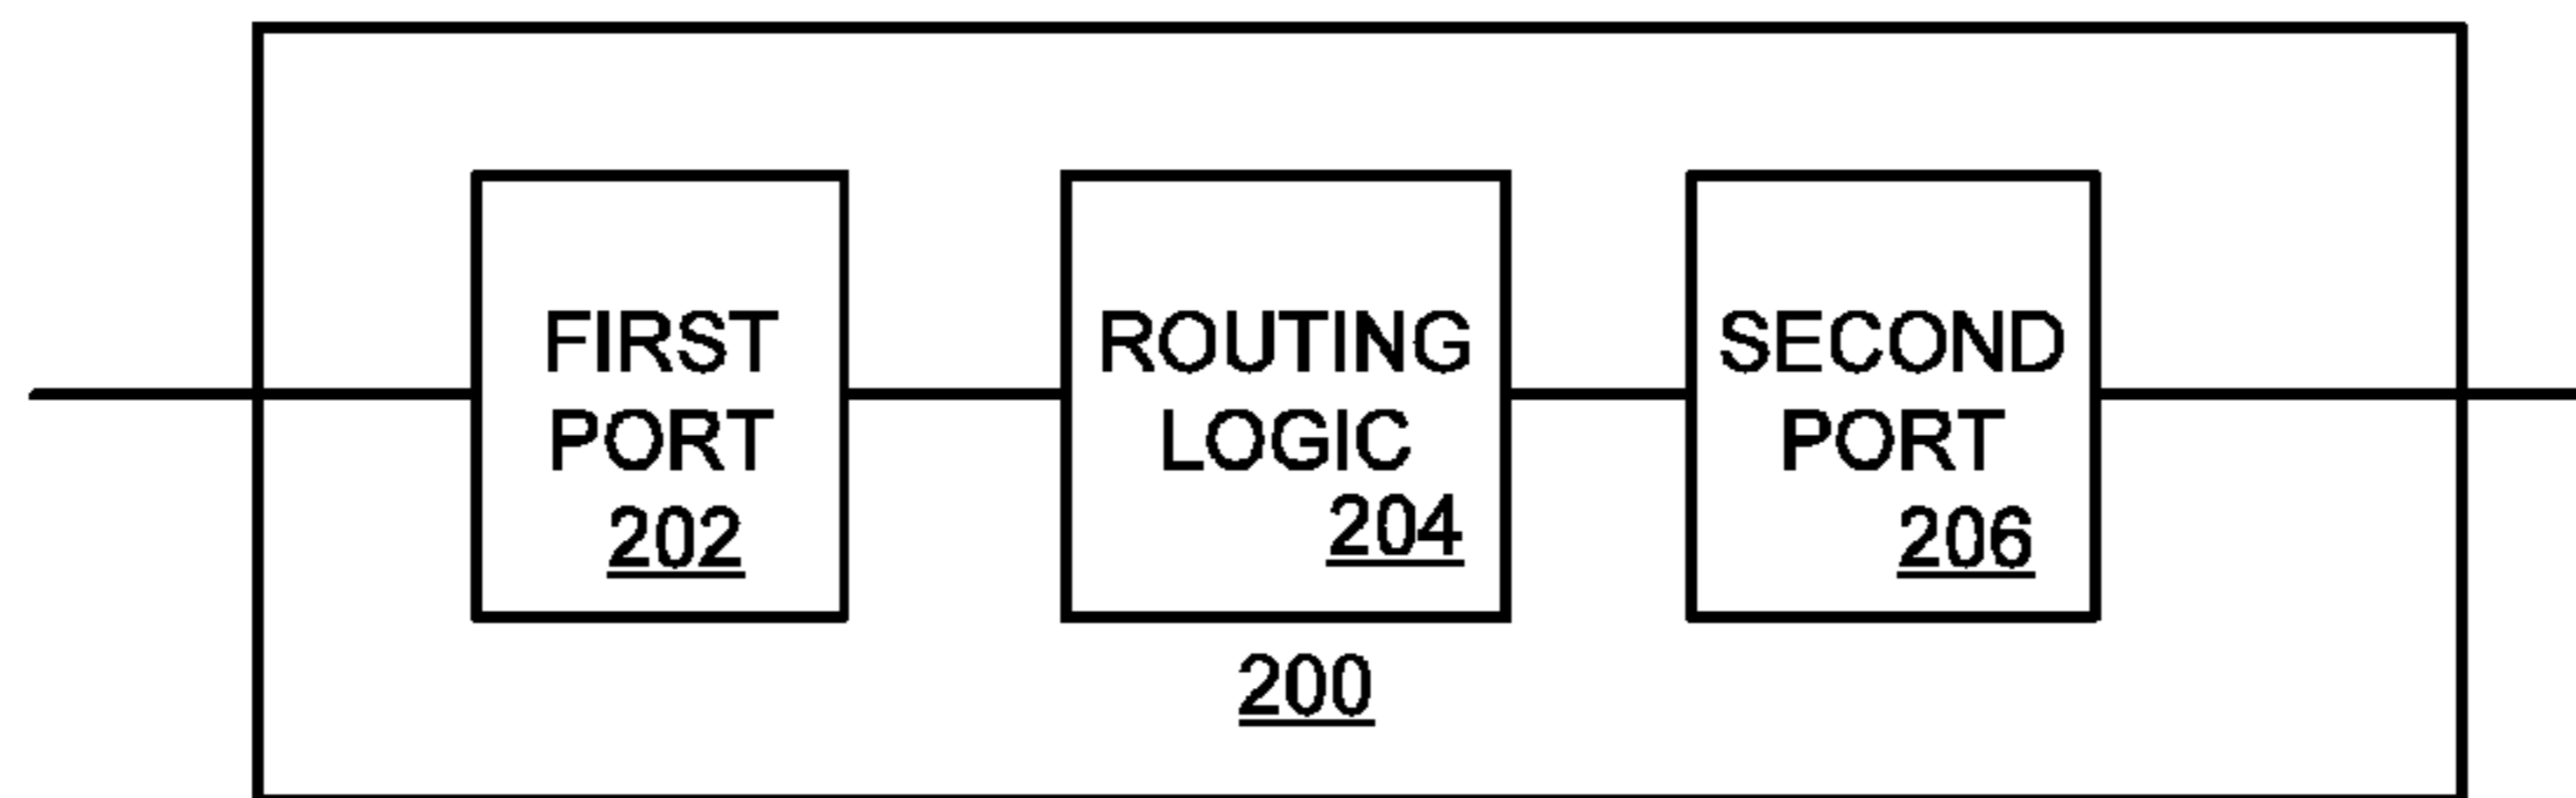 FIRST
PORT
202
ROUTING
LOGIC
204
SECOND
PORT
206
200